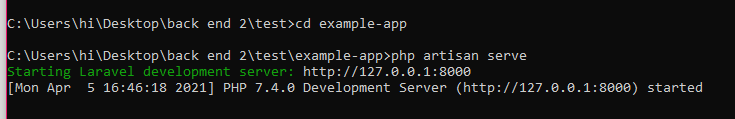 C:\Users\hi\Desktop\back end 2\test>cd example-app
C:\Users\hi\Desktop\back end 2\test\example-app>php artisan serve
Starting Laravel development server: http://127.0.0.1:8000
[Mon Apr  5 16:46:18 2021] PHP 7.4.0 Development Server (http://127.0.0.1:8000) started